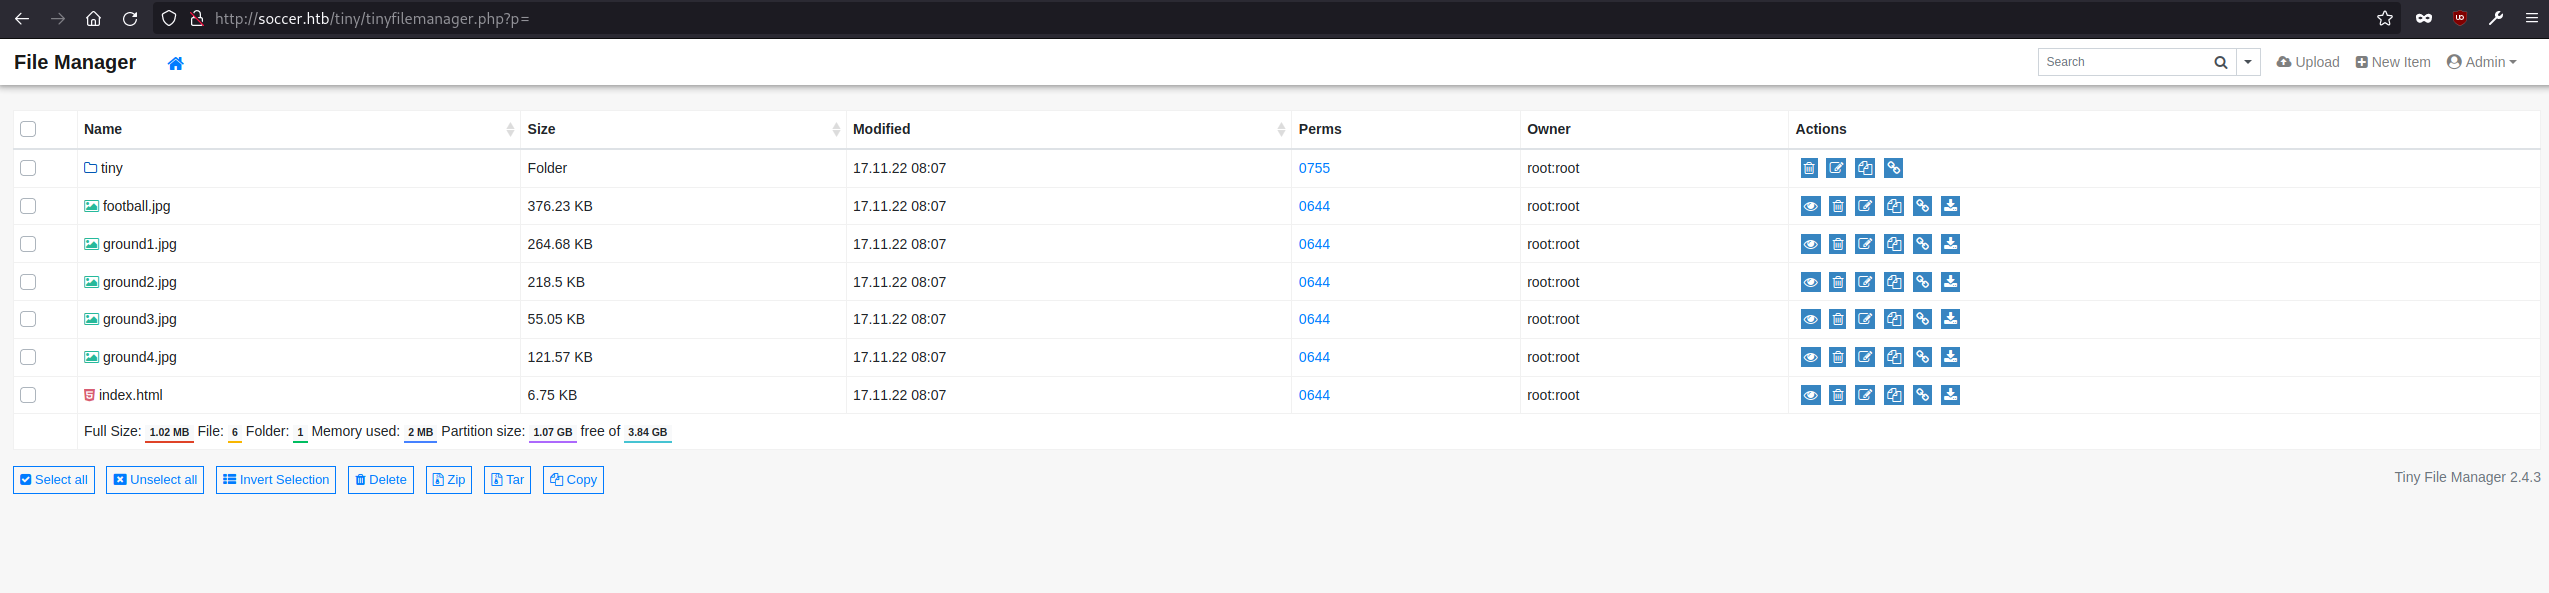 http://soccer.htb/tiny/tinyfilemanager.php?p=
File Manager Search Upload New Item Admin
Name Size Modified Perms Owner Actions
tiny Folder 17.11.22 08:07 0755 root:root
football.jpg 376.23 KB 17.11.22 08:07 0644 root:root
ground1.jpg 264.68 KB 17.11.22 08:07 0644 root:root
ground2.jpg 218.5 KB 17.11.22 08:07 0644 root:root
ground3.jpg 55.05 KB 17.11.22 08:07 0644 root:root
ground4.jpg 121.57 KB 17.11.22 08:07 0644 root:root
index.html 6.75 KB 17.11.22 08:07 0644 root:root
Full Size: 1.02 MB File: 6 Folder: 1 Memory used: 2 MB Partition size: 1.07 GB free of 3.84 GB
Select all Unselect all Invert Selection Delete Zip Tar Copy Tiny File Manager 2.4.3